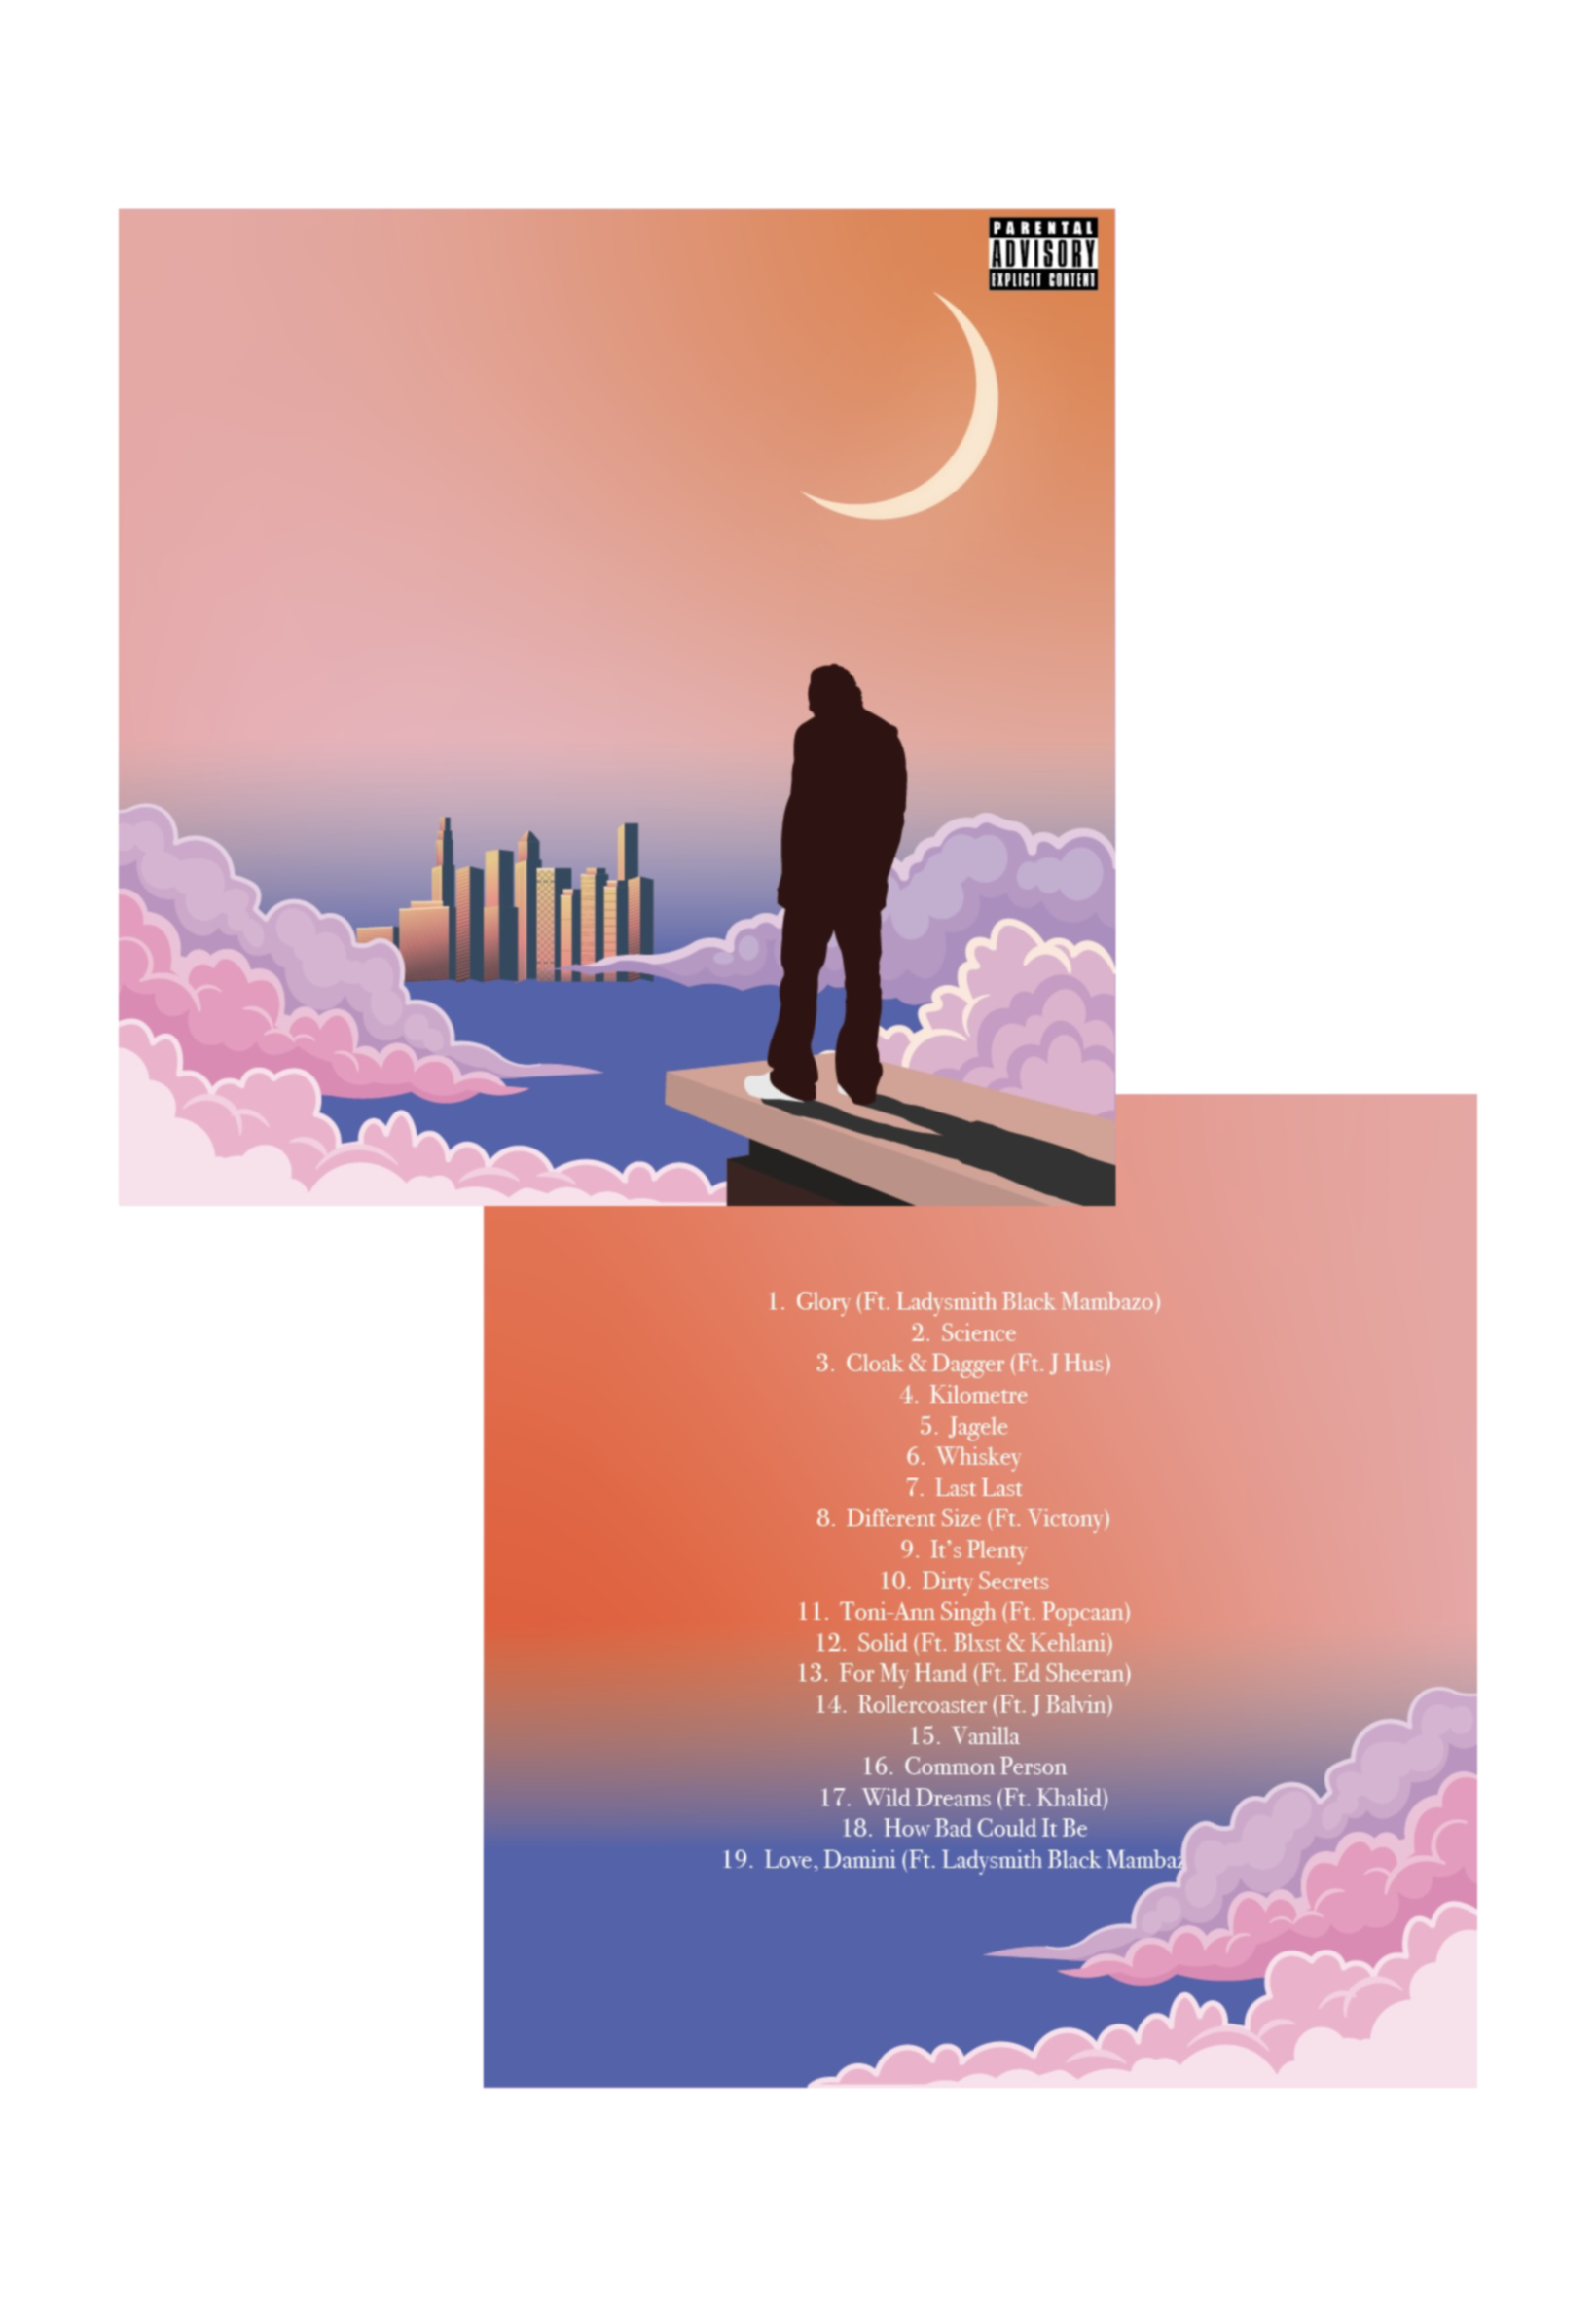 PARENTAL
ADVISORY
EXPLICIT CONTENT
1. Glory (Ft. Ladysmith Black Mambazo)
2. Science
3. Cloak & Dagger (Ft. J Hus)
4. Kilometre
5. Jagele
6. Whiskey
7. Last Last
8. Different Size (Ft. Victony)
9. It's Plenty
10. Dirty Secrets
11. Toni-Ann Singh (Ft. Popcaan)
12. Solid (Ft. Blxst & Kehlani)
13. For My Hand (Ft. Ed Sheeran)
14. Rollercoaster (Ft. J Balvin)
15. Vanilla
16. Common Person
17. Wild Dreams (Ft. Khalid)
18. How Bad Could It Be
19. Love, Damini (Ft. Ladysmith Black Mambaz